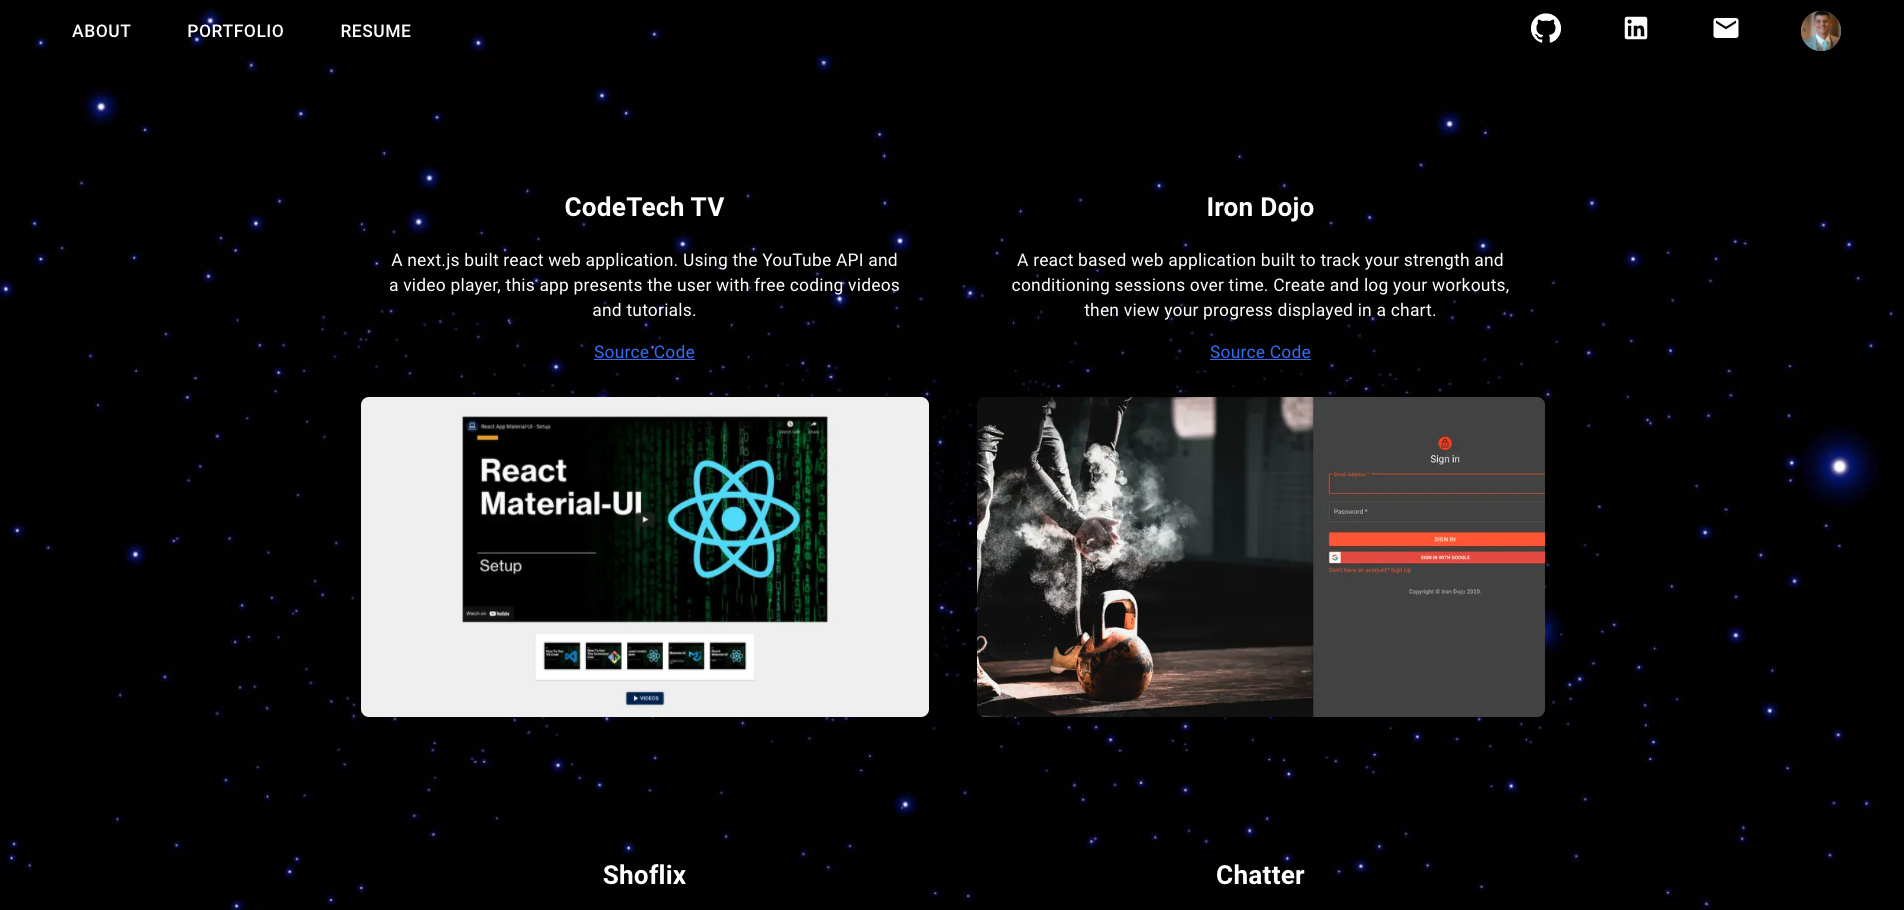 ABOUT
PORTFOLIO
RESUME
CodeTech TV
A next.js built react web application. Using the YouTube API and
a video player, this app presents the user with free coding videos
and tutorials.
Source Code
React App Material-UI - Setup
Share
React
Material-UI
Setup
Watch on YouTube
VIDEOS
Iron Dojo
A react based web application built to track your strength and
conditioning sessions over time. Create and log your workouts,
then view your progress displayed in a chart.
Source Code
Sign in
Email Address *
Password *
SIGN IN
G
SIGN IN WITH GOOGLE
Don't have an account? Sign Up
Copyright © Iron Dojo 2020.
Shoflix
Chatter